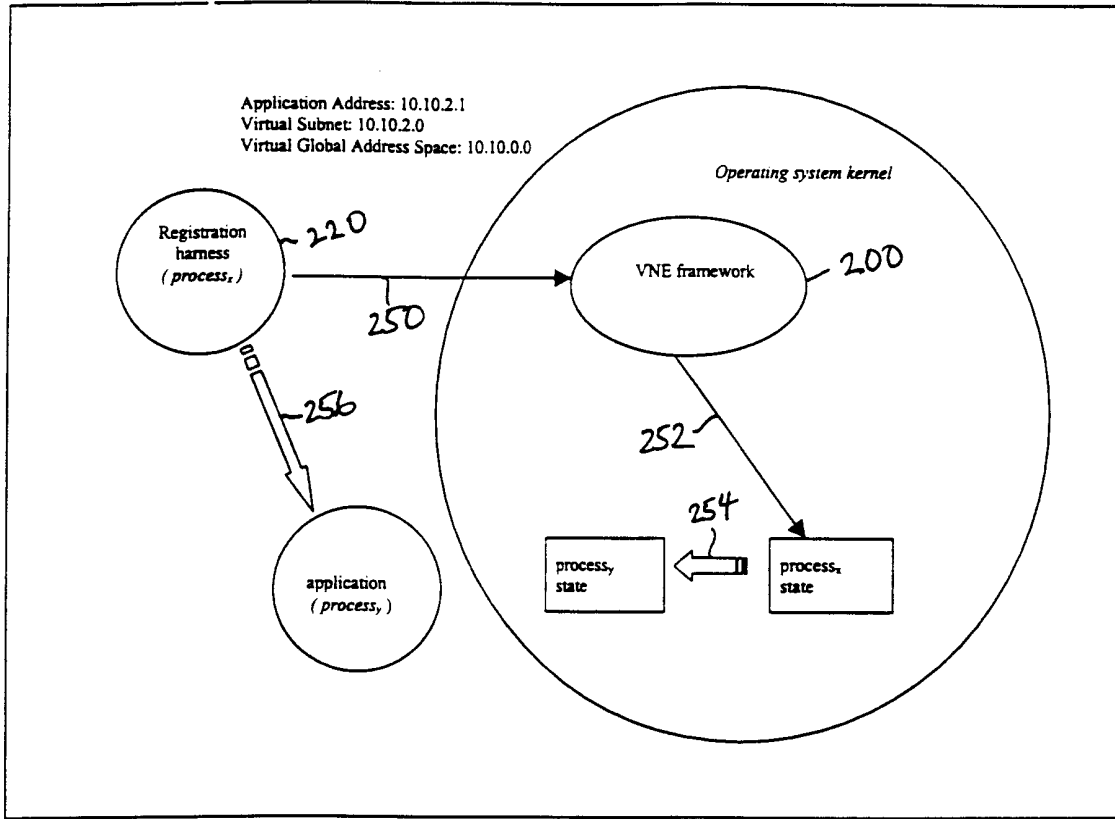 Application Address: 10.10.2.1
Virtual Subnet: 10.10.2.0
Virtual Global Address Space: 10.10.0.0
Operating system kernel
Registration
harness
(processₓ)
220
VNE framework
200
250
256
252
254
processᵧ
state
processₓ
state
application
(processᵧ)